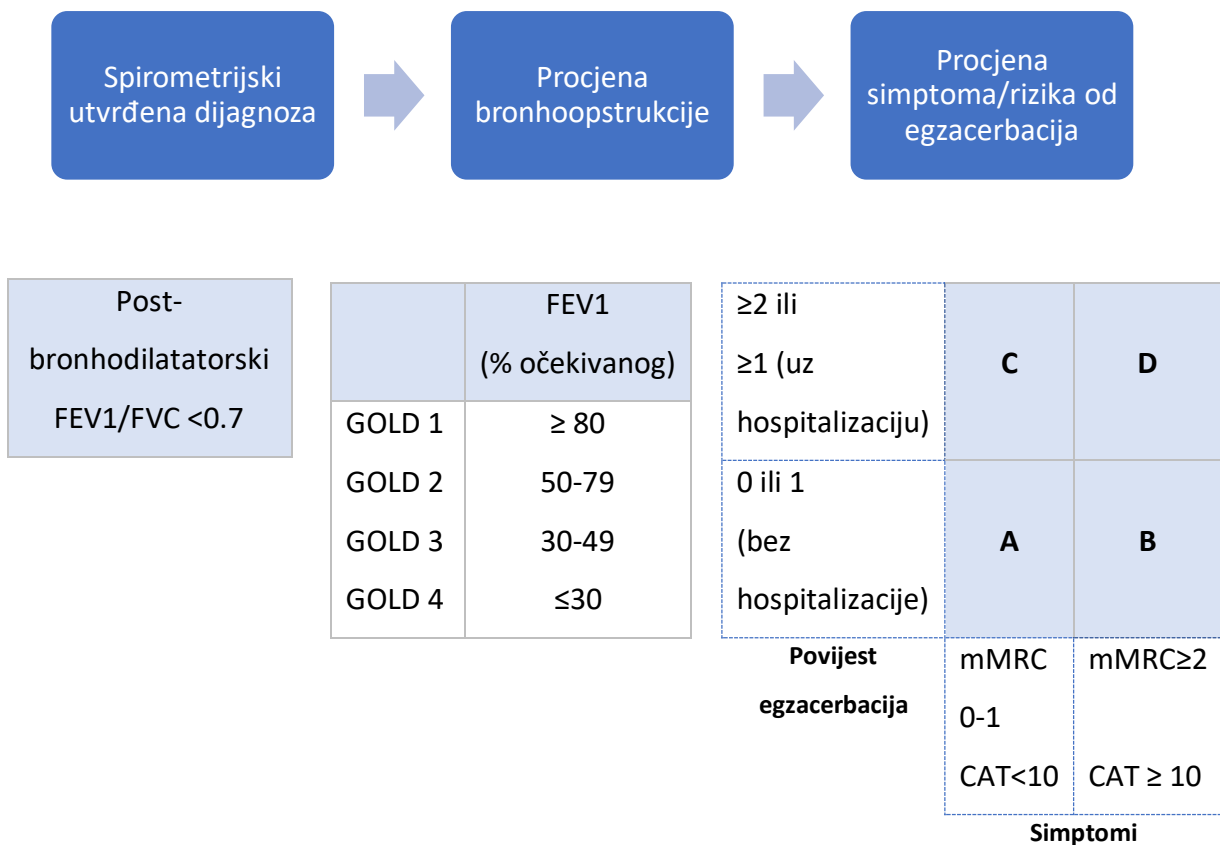 Spirometrijski
utvrđena dijagnoza
Procjena
bronhoopstrukcije
Procjena
simptoma/rizika od
egzacerbacija
Post-
bronhodilatatorski
FEV1/FVC <0.7
FEV1
(% očekivanog)
GOLD 1 ≥ 80
GOLD 2 50-79
GOLD 3 30-49
GOLD 4 ≤30
≥2 ili
≥1 (uz
hospitalizaciju)
C D
0 ili 1
(bez
hospitalizacije)
A B
Povijest
egzacerbacija
mMRC
0-1
CAT<10
mMRC≥2
CAT ≥ 10
Simptomi